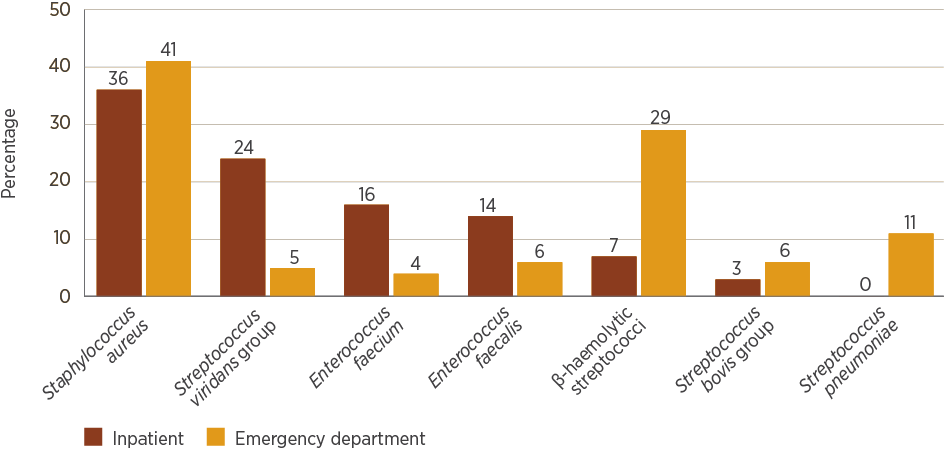 50
40
30
20
10
0
Percentage
36
41
24
5
16
4
14
6
7
29
3
6
0
11
Staphylococcus
aureus
Streptococcus
viridans group
Enterococcus
faecium
Enterococcus
faecalis
β-haemolytic
streptococci
Streptococcus
bovis group
Streptococcus
pneumoniae
Inpatient
Emergency department